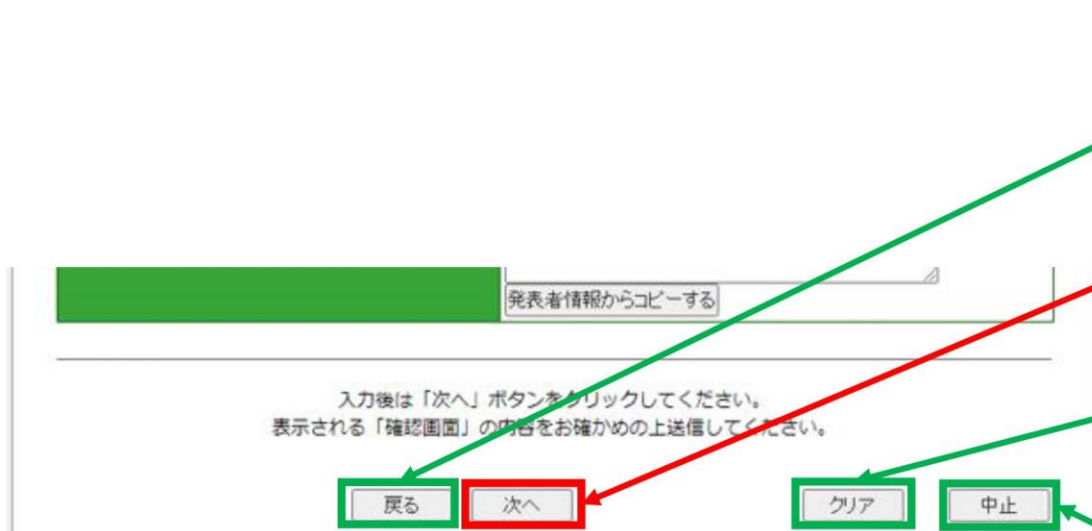 発表者情報からコピーする
入力後は「次へ」ボタンをクリックしてください。
表示される「確認画面」の内容をお確かめの上送信してください。
戻る 次へ クリア 中止